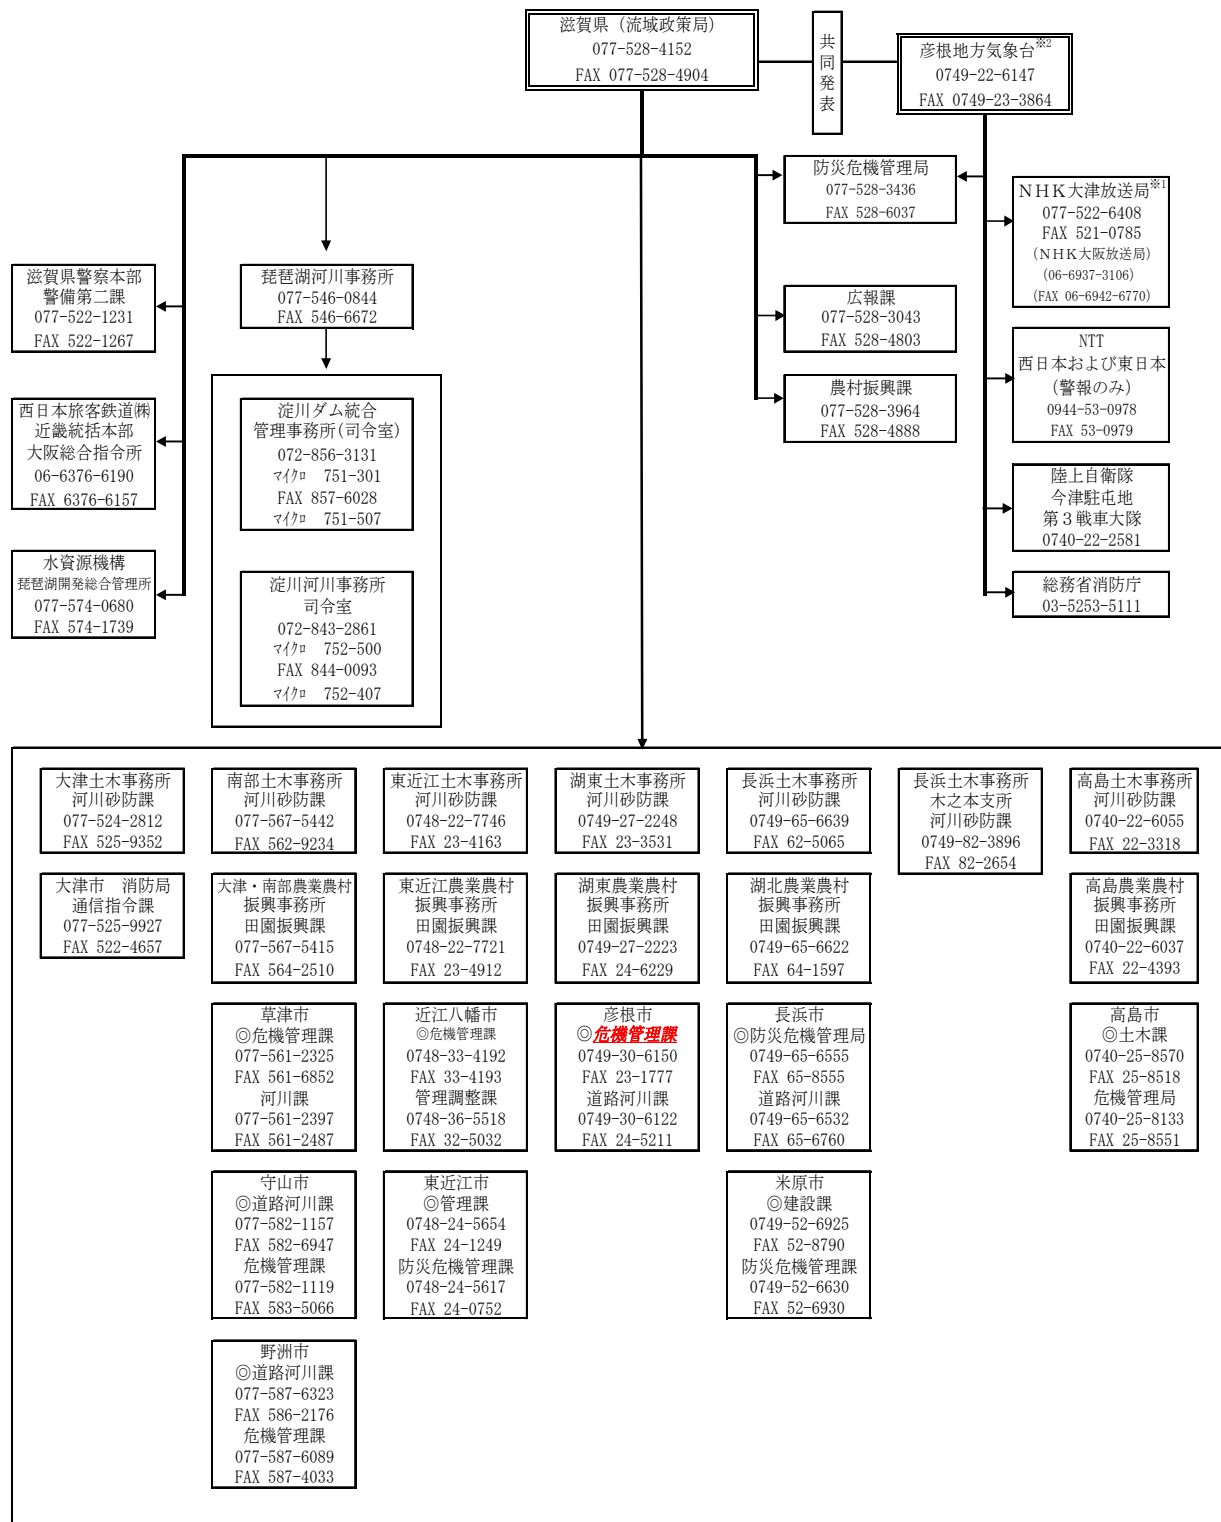 滋賀県（流域政策局）
077-528-4152
FAX 077-528-4904
共同発表
彦根地方気象台※2
0749-22-6147
FAX 0749-23-3864
防災危機管理局
077-528-3436
FAX 528-6037
NHK大津放送局※1
077-522-6408
FAX 521-0785
(NHK大阪放送局)
(06-6937-3106)
(FAX 06-6942-6770)
滋賀県警察本部
警備第二課
077-522-1231
FAX 522-1267
琵琶湖河川事務所
077-546-0844
FAX 546-6672
広報課
077-528-3043
FAX 528-4803
NTT
西日本および東日本
(警報のみ)
0944-53-0978
FAX 53-0979
西日本旅客鉄道㈱
近畿統括本部
大阪総合指令所
06-6376-6190
FAX 6376-6157
淀川ダム統合
管理事務所(司令室)
072-856-3131
ﾏｲｸﾛ 751-301
FAX 857-6028
ﾏｲｸﾛ 751-507
農村振興課
077-528-3964
FAX 528-4888
陸上自衛隊
今津駐屯地
第３戦車大隊
0740-22-2581
水資源機構
琵琶湖開発総合管理所
077-574-0680
FAX 574-1739
淀川河川事務所
司令室
072-843-2861
ﾏｲｸﾛ 752-500
FAX 844-0093
ﾏｲｸﾛ 752-407
総務省消防庁
03-5253-5111
大津土木事務所
河川砂防課
077-524-2812
FAX 525-9352
南部土木事務所
河川砂防課
077-567-5442
FAX 562-9234
東近江土木事務所
河川砂防課
0748-22-7746
FAX 23-4163
湖東土木事務所
河川砂防課
0749-27-2248
FAX 23-3531
長浜土木事務所
河川砂防課
0749-65-6639
FAX 62-5065
長浜土木事務所
木之本支所
河川砂防課
0749-82-3896
FAX 82-2654
高島土木事務所
河川砂防課
0740-22-6055
FAX 22-3318
大津市 消防局
通信指令課
077-525-9927
FAX 522-4657
大津・南部農業農村
振興事務所
田園振興課
077-567-5415
FAX 564-2510
東近江農業農村
振興事務所
田園振興課
0748-22-7721
FAX 23-4912
湖東農業農村
振興事務所
田園振興課
0749-27-2223
FAX 24-6229
湖北農業農村
振興事務所
田園振興課
0749-65-6622
FAX 64-1597
高島農業農村
振興事務所
田園振興課
0740-22-6037
FAX 22-4393
草津市
◎危機管理課
077-561-2325
FAX 561-6852
河川課
077-561-2397
FAX 561-2487
近江八幡市
◎危機管理課
0748-33-4192
FAX 33-4193
管理調整課
0748-36-5518
FAX 32-5032
彦根市
◎危機管理課
0749-30-6150
FAX 23-1777
道路河川課
0749-30-6122
FAX 24-5211
長浜市
◎防災危機管理局
0749-65-6555
FAX 65-8555
道路河川課
0749-65-6532
FAX 65-6760
高島市
◎土木課
0740-25-8570
FAX 25-8518
危機管理局
0740-25-8133
FAX 25-8551
守山市
◎道路河川課
077-582-1157
FAX 582-6947
危機管理課
077-582-1119
FAX 583-5066
東近江市
◎管理課
0748-24-5654
FAX 24-1249
防災危機管理課
0748-24-5617
FAX 24-0752
米原市
◎建設課
0749-52-6925
FAX 52-8790
防災危機管理課
0749-52-6630
FAX 52-6930
野洲市
◎道路河川課
077-587-6323
FAX 586-2176
危機管理課
077-587-6089
FAX 587-4033